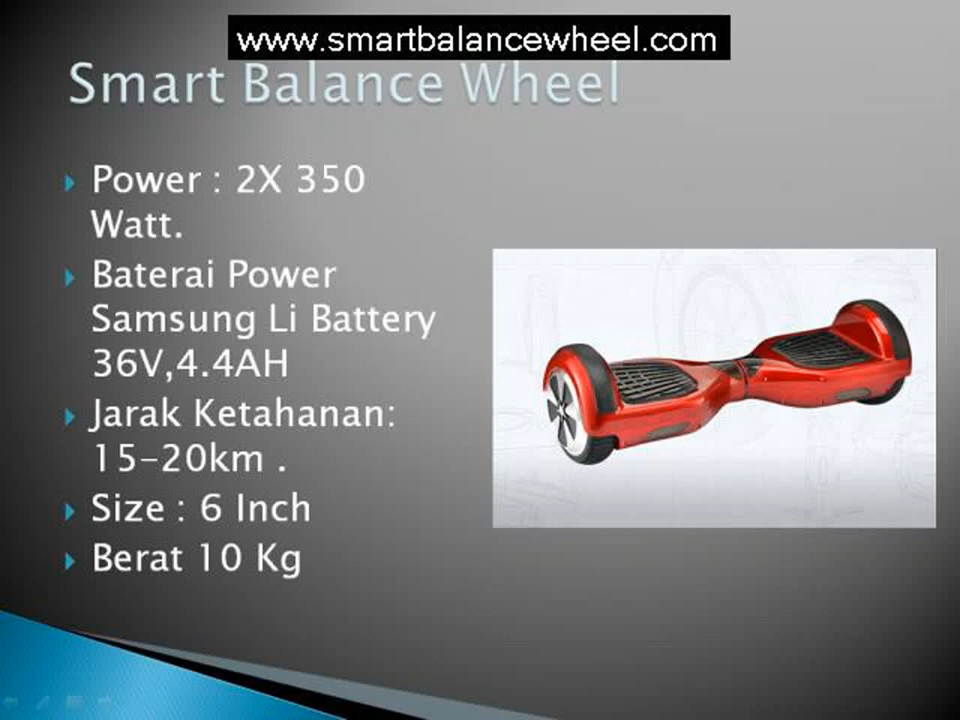 www.smartbalancewheel.com
Smart Balance Wheel
Power : 2X 350
Watt.
Baterai Power
Samsung Li Battery
36V,4.4AH
Jarak Ketahanan:
15-20km .
Size : 6 Inch
Berat 10 Kg